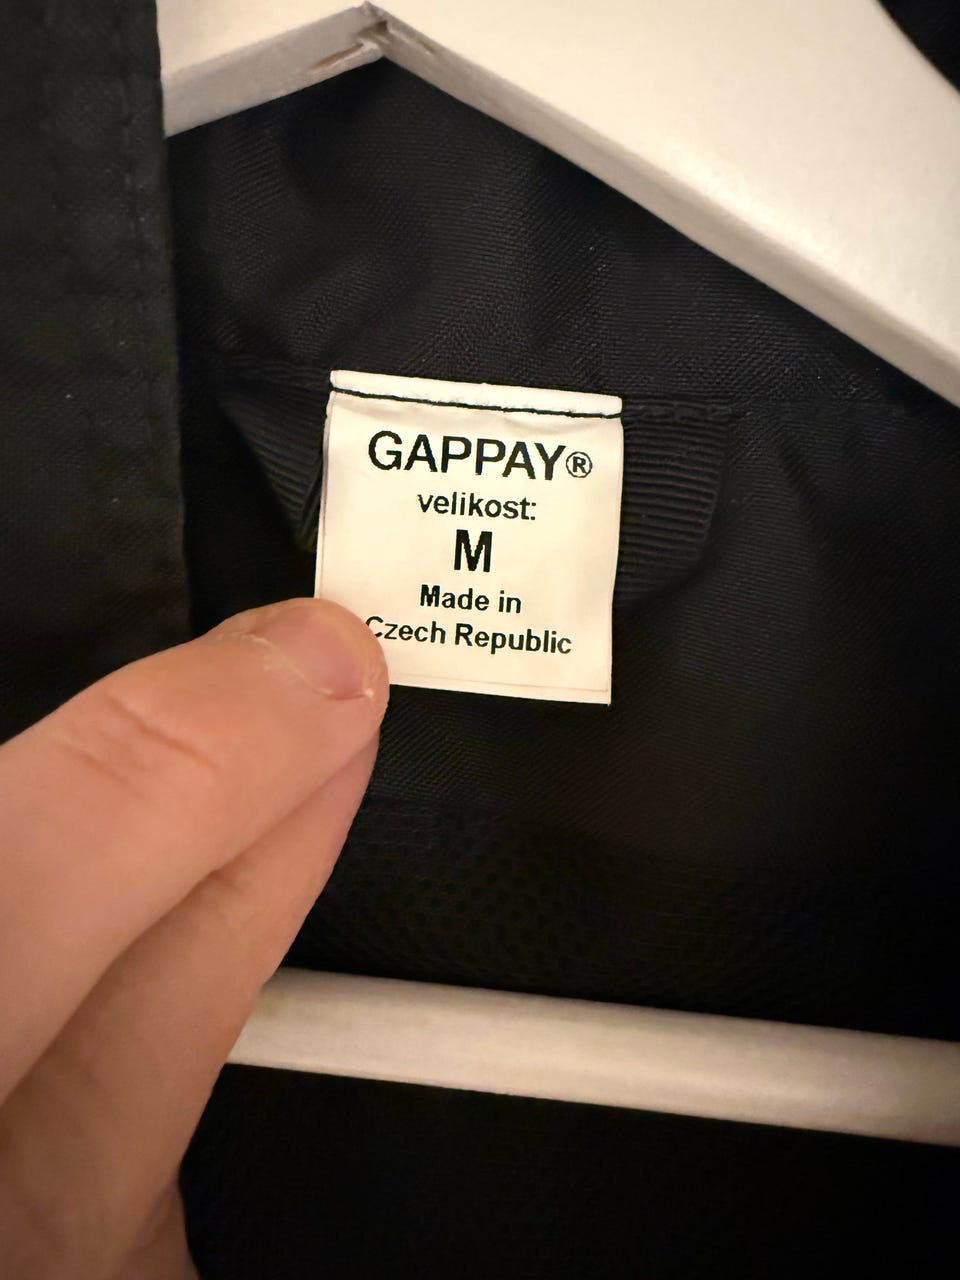 GAPPAY®
velikost:
M
Made in
Czech Republic